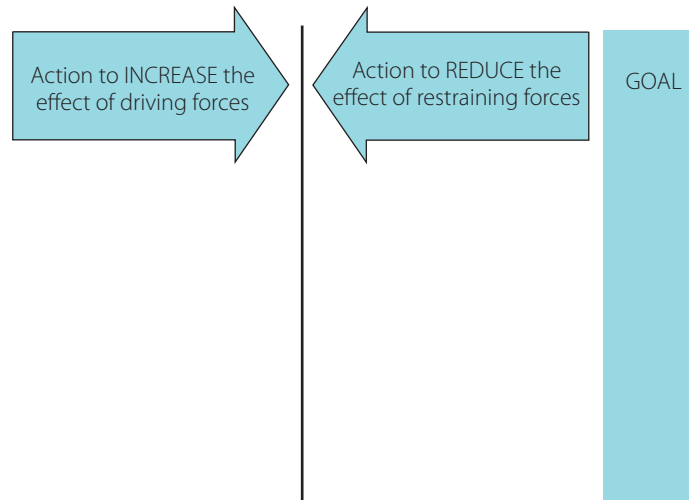 Action to INCREASE the
effect of driving forces
Action to REDUCE the
effect of restraining forces
GOAL